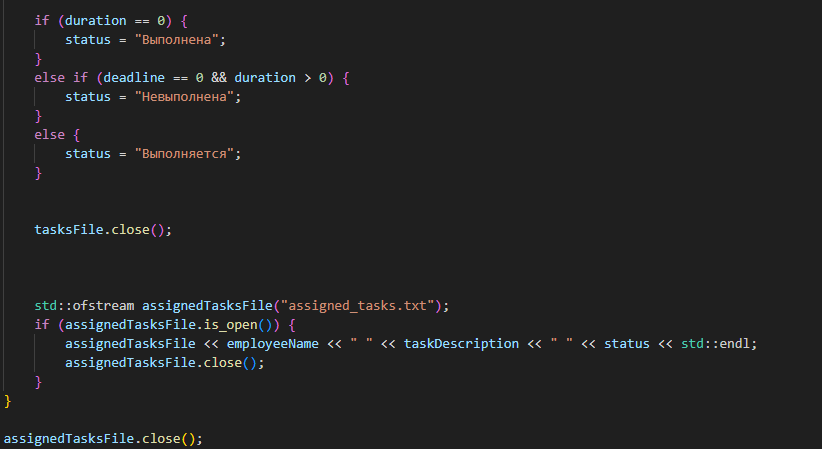 if (duration == 0) {
status = "Выполнена";
}
else if (deadline == 0 && duration > 0) {
status = "Невыполнена";
}
else {
status = "Выполняется";
}
tasksFile.close();
std::ofstream assignedTasksFile("assigned_tasks.txt");
if (assignedTasksFile.is_open()) {
assignedTasksFile << employeeName << " " << taskDescription << " " << status << std::endl;
assignedTasksFile.close();
}
}
assignedTasksFile.close();